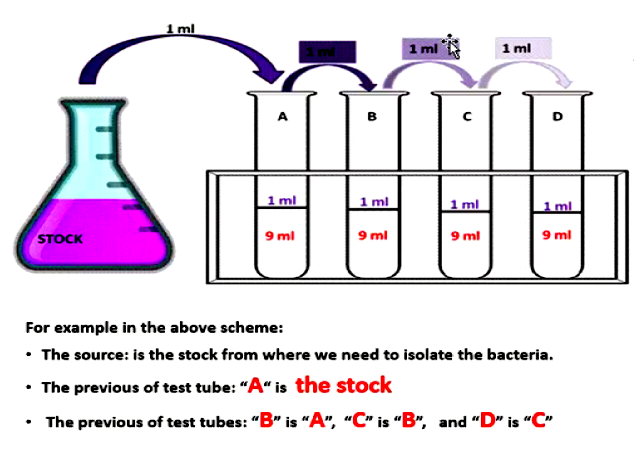 1 ml
1 ml
1 ml
1 ml
A B C D
1 ml 1 ml 1 ml 1 ml
STOCK
9 ml 9 ml 9 ml 9 ml
For example in the above scheme:
• The source: is the stock from where we need to isolate the bacteria.
• The previous of test tube: “A“ is the stock
• The previous of test tubes: “B” is “A”, “C” is “B”, and “D” is “C”